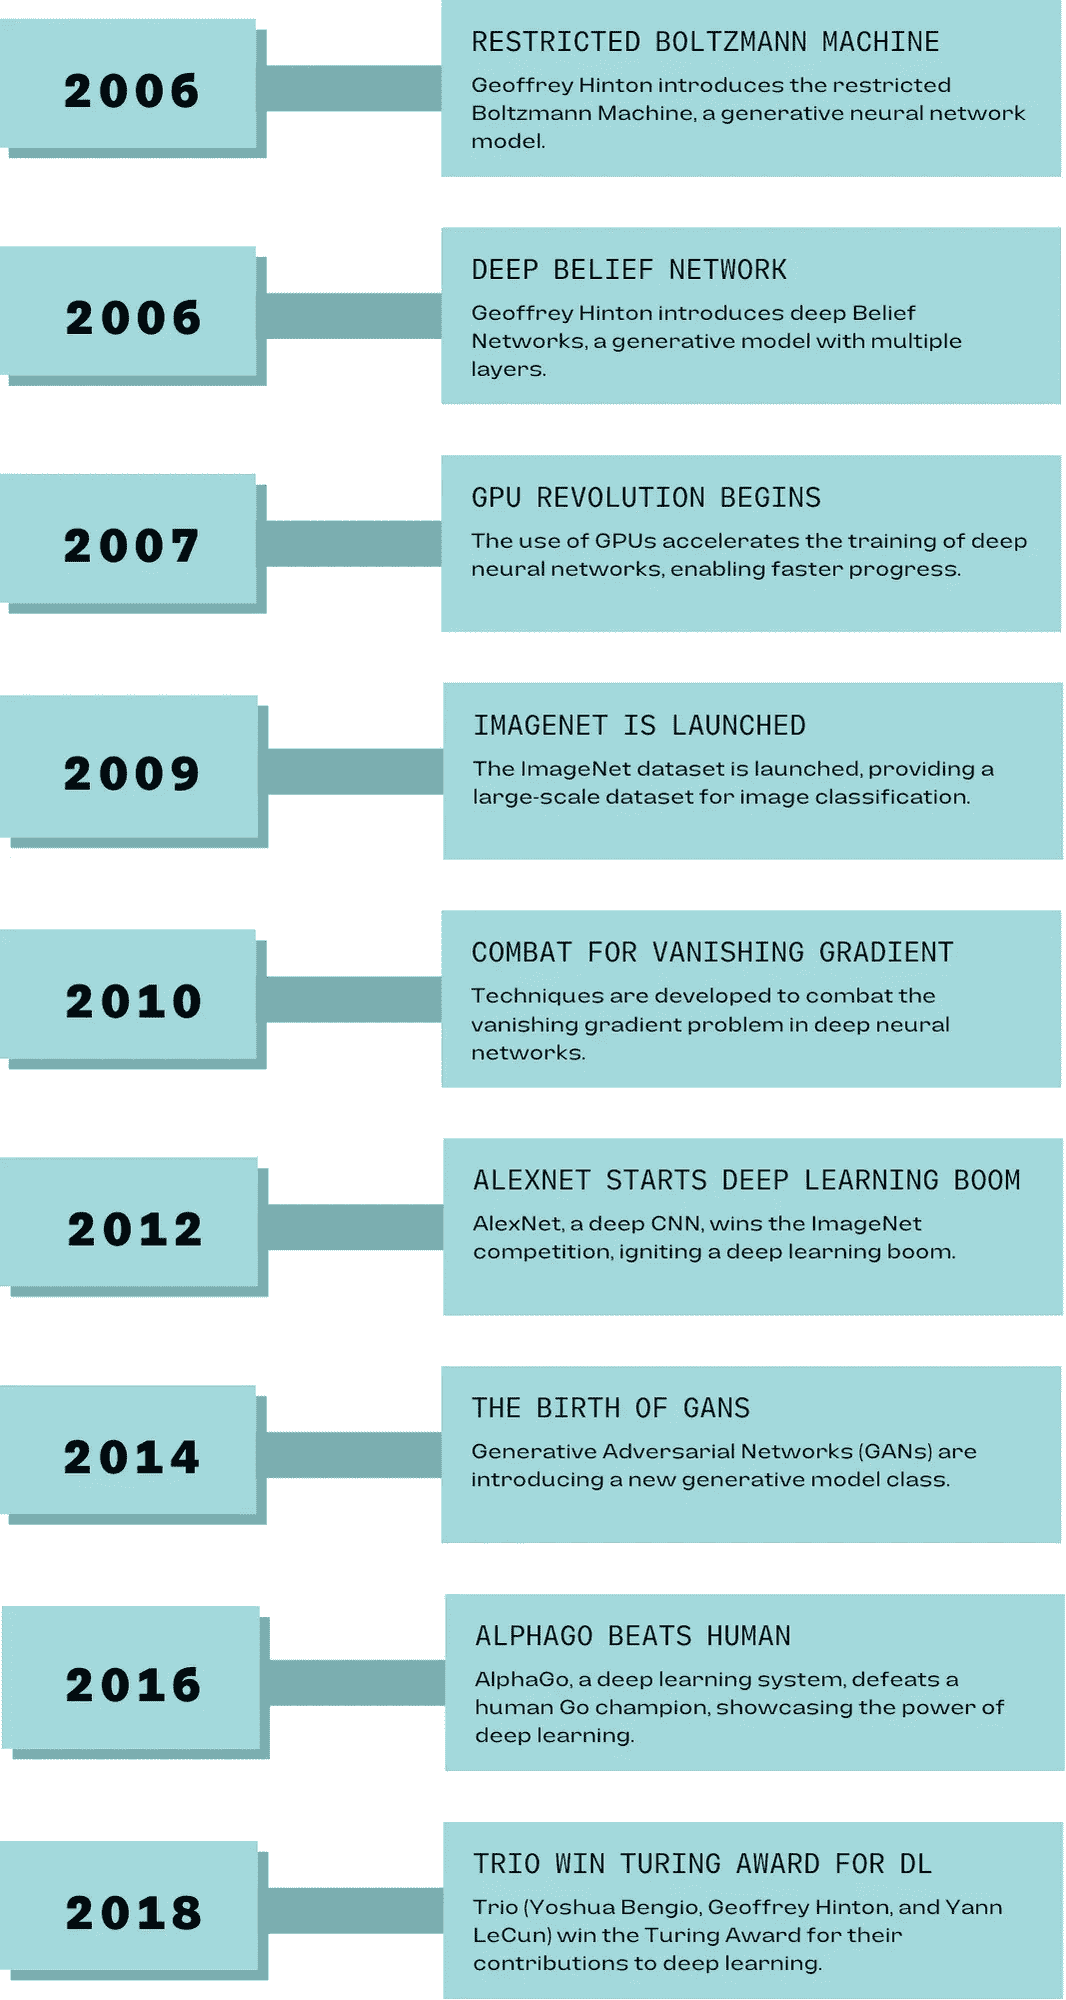 2006
RESTRICTED BOLTZMANN MACHINE
Geoffrey Hinton introduces the restricted
Boltzmann Machine, a generative neural network
model.
2006
DEEP BELIEF NETWORK
Geoffrey Hinton introduces deep Belief
Networks, a generative model with multiple
layers.
2007
GPU REVOLUTION BEGINS
The use of GPUs accelerates the training of deep
neural networks, enabling faster progress.
2009
IMAGENET IS LAUNCHED
The ImageNet dataset is launched, providing a
large-scale dataset for image classification.
2010
COMBAT FOR VANISHING GRADIENT
Techniques are developed to combat the
vanishing gradient problem in deep neural
networks.
2012
ALEXNET STARTS DEEP LEARNING BOOM
AlexNet, a deep CNN, wins the ImageNet
competition, igniting a deep learning boom.
2014
THE BIRTH OF GANS
Generative Adversarial Networks (GANs) are
introducing a new generative model class.
2016
ALPHAGO BEATS HUMAN
AlphaGo, a deep learning system, defeats a
human Go champion, showcasing the power of
deep learning.
2018
TRIO WIN TURING AWARD FOR DL
Trio (Yoshua Bengio, Geoffrey Hinton, and Yann
LeCun) win the Turing Award for their
contributions to deep learning.